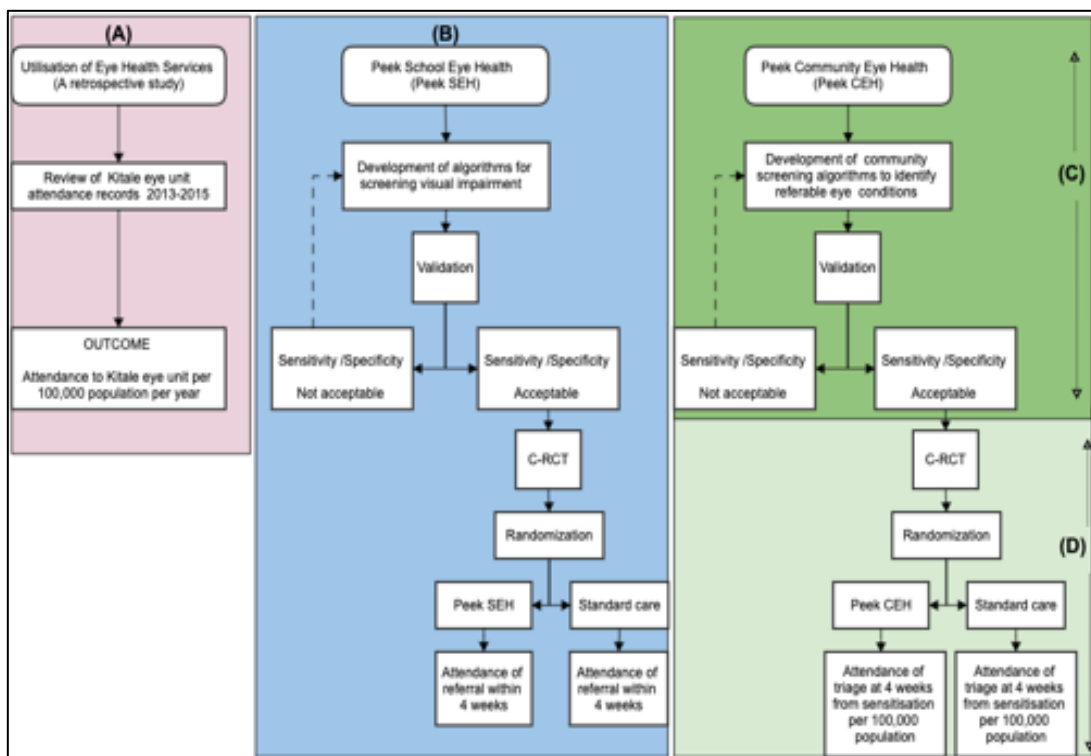 (A)
Utilisation of Eye Health Services
(A retrospective study)
Review of Kitale eye unit
attendance records 2013-2015
OUTCOME
Attendance to Kitale eye unit per
100,000 population per year
(B)
Peek School Eye Health
(Peek SEH)
Development of algorithms for
screening visual impairment
Validation
Sensitivity /Specificity
Not acceptable
Sensitivity /Specificity
Acceptable
C-RCT
Randomization
Peek SEH
Standard care
Attendance of
referral within
4 weeks
Attendance of
referral within
4 weeks
Peek Community Eye Health
(Peek CEH)
(C)
Development of community
screening algorithms to identify
referable eye conditions
Validation
Sensitivity /Specificity
Not acceptable
Sensitivity /Specificity
Acceptable
C-RCT
Randomization
(D)
Peek CEH
Standard care
Attendance of
triage at 4 weeks
from sensitisation
per 100,000
population
Attendance of
triage at 4 weeks
from sensitisation
per 100,000
population